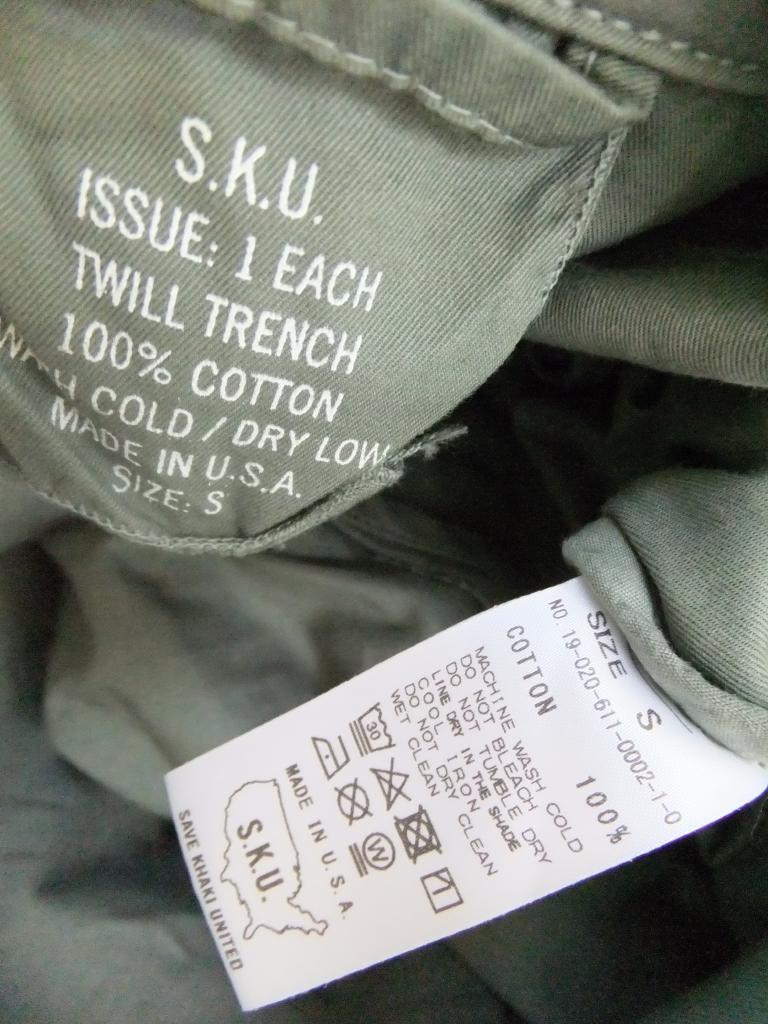 S.K.U.
ISSUE: 1 EACH
TWILL TRENCH
100% COTTON
WASH COLD / DRY LOW
MADE IN U.S.A.
SIZE: S
SIZE S
NO. 19-020-611-0002-1-0
COTTON 100%
MACHINE WASH COLD
DO NOT BLEACH
DO NOT TUMBLE DRY
LINE DRY IN THE SHADE
COOL IRON
DO NOT DRY CLEAN
WET CLEAN
30
W
MADE IN U.S.A.
S.K.U.
SAVE KHAKI UNITED